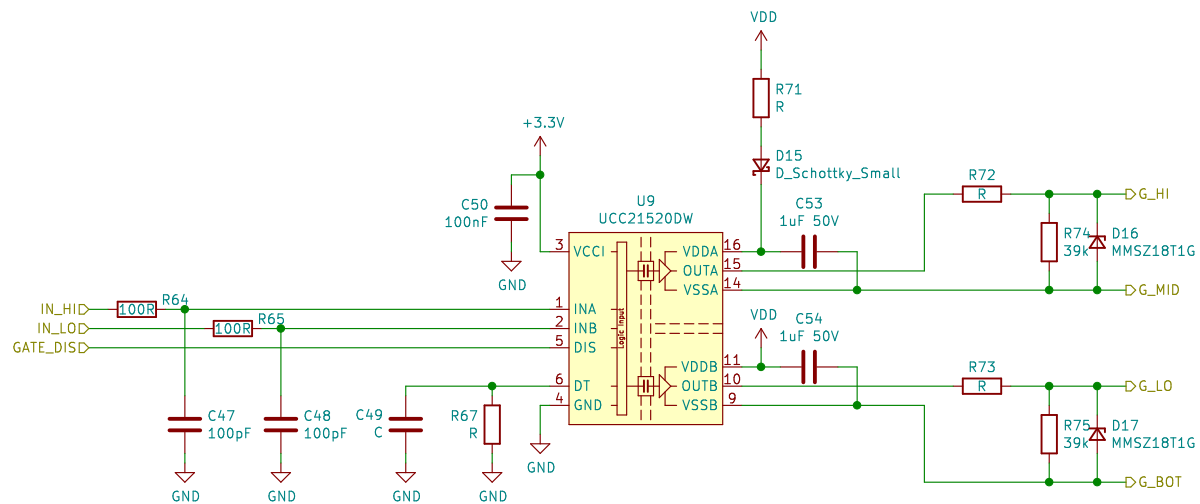 VDD
R71
R
+3.3V
D15
D_Schottky_Small
R72
R
G_HI
C50
100nF
U9
UCC21520DW
C53
1uF 50V
R74
39k
D16
MMSZ18T1G
GND
3
VCCI
VDDA
16
OUTA
15
VSSA
14
G_MID
IN_HI
100R
R64
1
INA
IN_LO
100R
R65
2
INB
GATE_DIS
5
DIS
Logic Input
VDD
C54
1uF 50V
VDDB
11
OUTB
10
VSSB
9
R73
R
G_LO
6
DT
4
GND
C47
100pF
C48
100pF
C49
C
R67
R
R75
39k
D17
MMSZ18T1G
GND
GND
GND
GND
GND
G_BOT